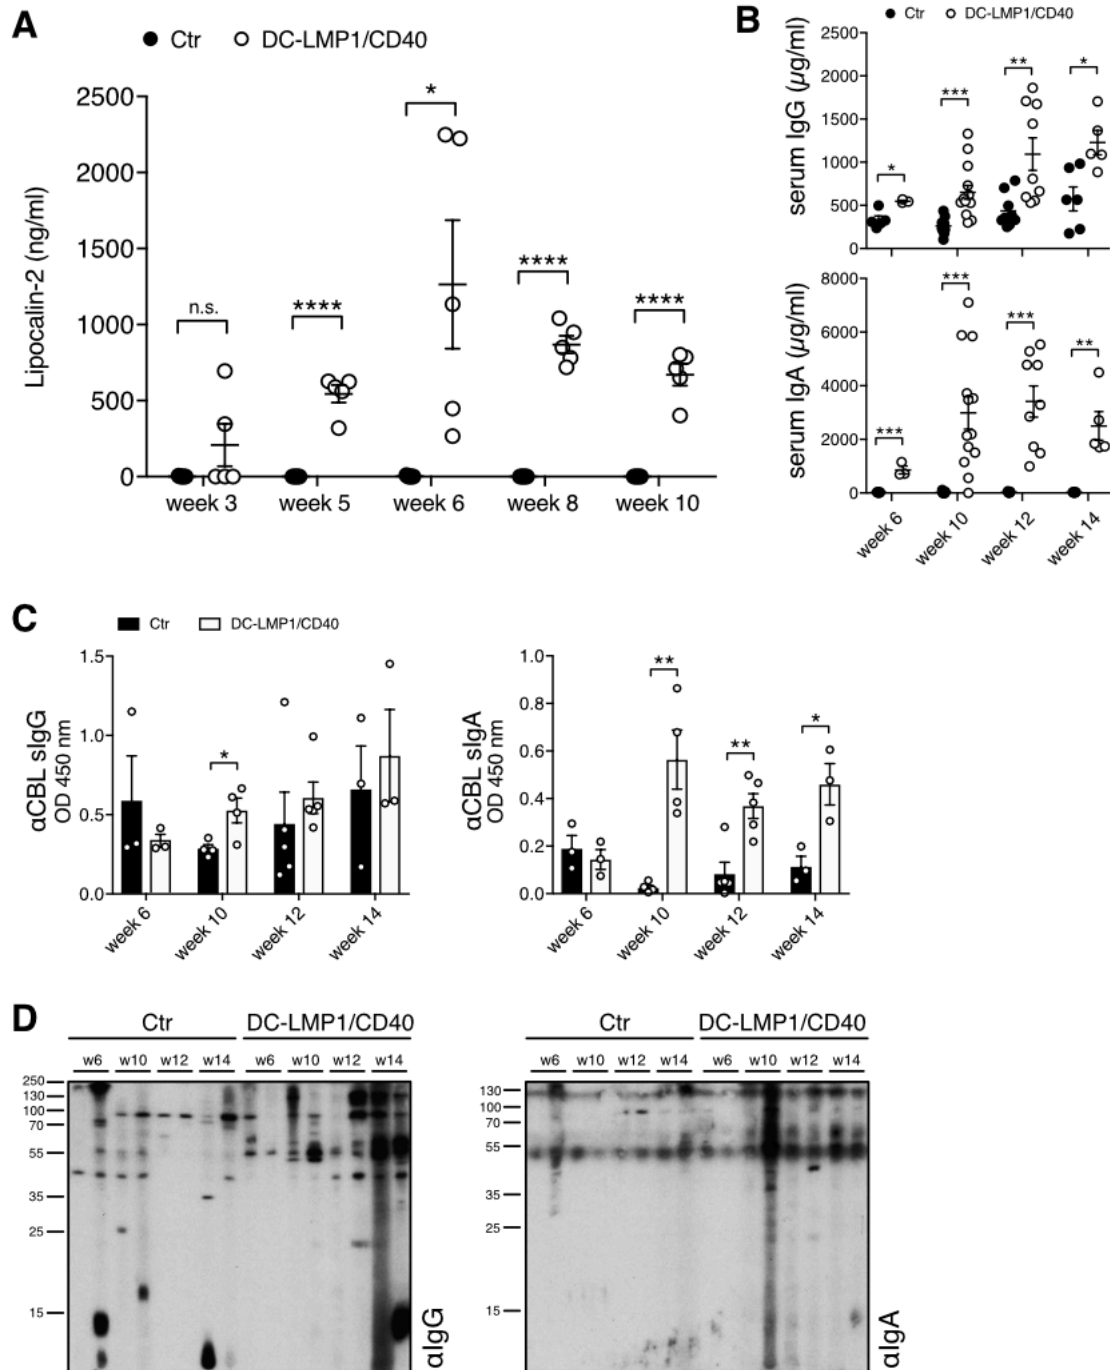 A
Ctr DC-LMP1/CD40
Lipocalin-2 (ng/ml)
2500
2000
1500
1000
500
0
n.s.
****
*
****
****
week 3 week 5 week 6 week 8 week 10
B
Ctr DC-LMP1/CD40
serum IgG (µg/ml)
2500
2000
1500
1000
500
0
*
***
**
*
serum IgA (µg/ml)
8000
6000
4000
2000
0
***
***
***
**
week 6 week 10 week 12 week 14
C
Ctr DC-LMP1/CD40
αCBL sIgG
OD 450 nm
1.5
1.0
0.5
0.0
*
week 6 week 10 week 12 week 14
αCBL sIgA
OD 450 nm
1.0
0.8
0.6
0.4
0.2
0.0
**
**
*
week 6 week 10 week 12 week 14
D
Ctr DC-LMP1/CD40
w6 w10 w12 w14 w6 w10 w12 w14
250
130
100
70
55
35
25
15
αIgG
Ctr DC-LMP1/CD40
w6 w10 w12 w14 w6 w10 w12 w14
130
100
70
55
35
25
15
αIgA